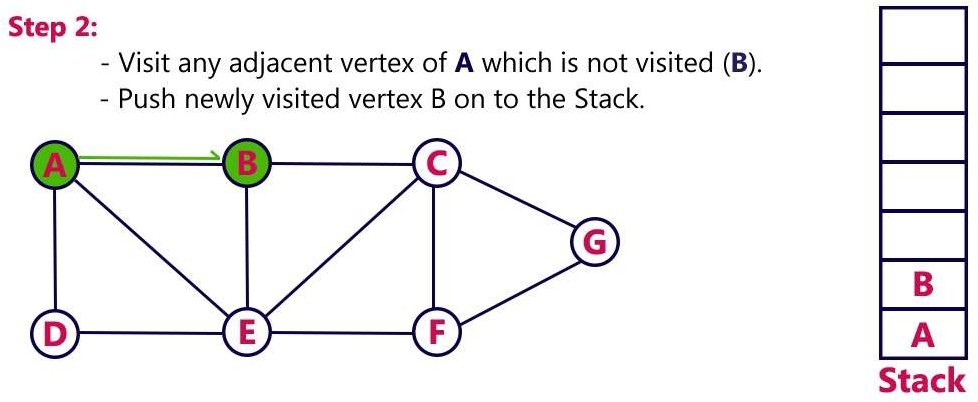 Step 2:
- Visit any adjacent vertex of A which is not visited (B).
- Push newly visited vertex B on to the Stack.
A B C
G
D E F
B
A
Stack